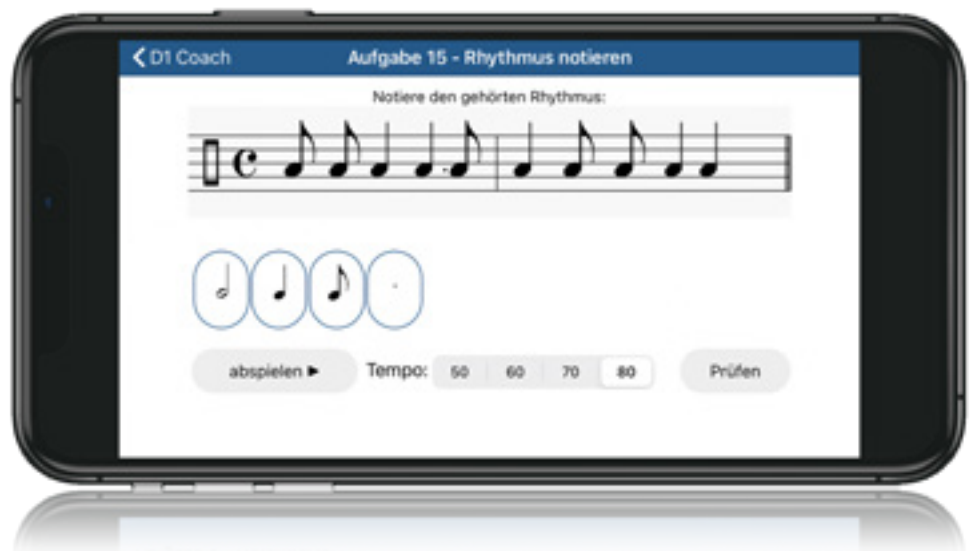 D1 Coach
Aufgabe 15 - Rhythmus notieren
Notiere den gehörten Rhythmus:
abspielen ►
Tempo:
50
60
70
80
Prüfen